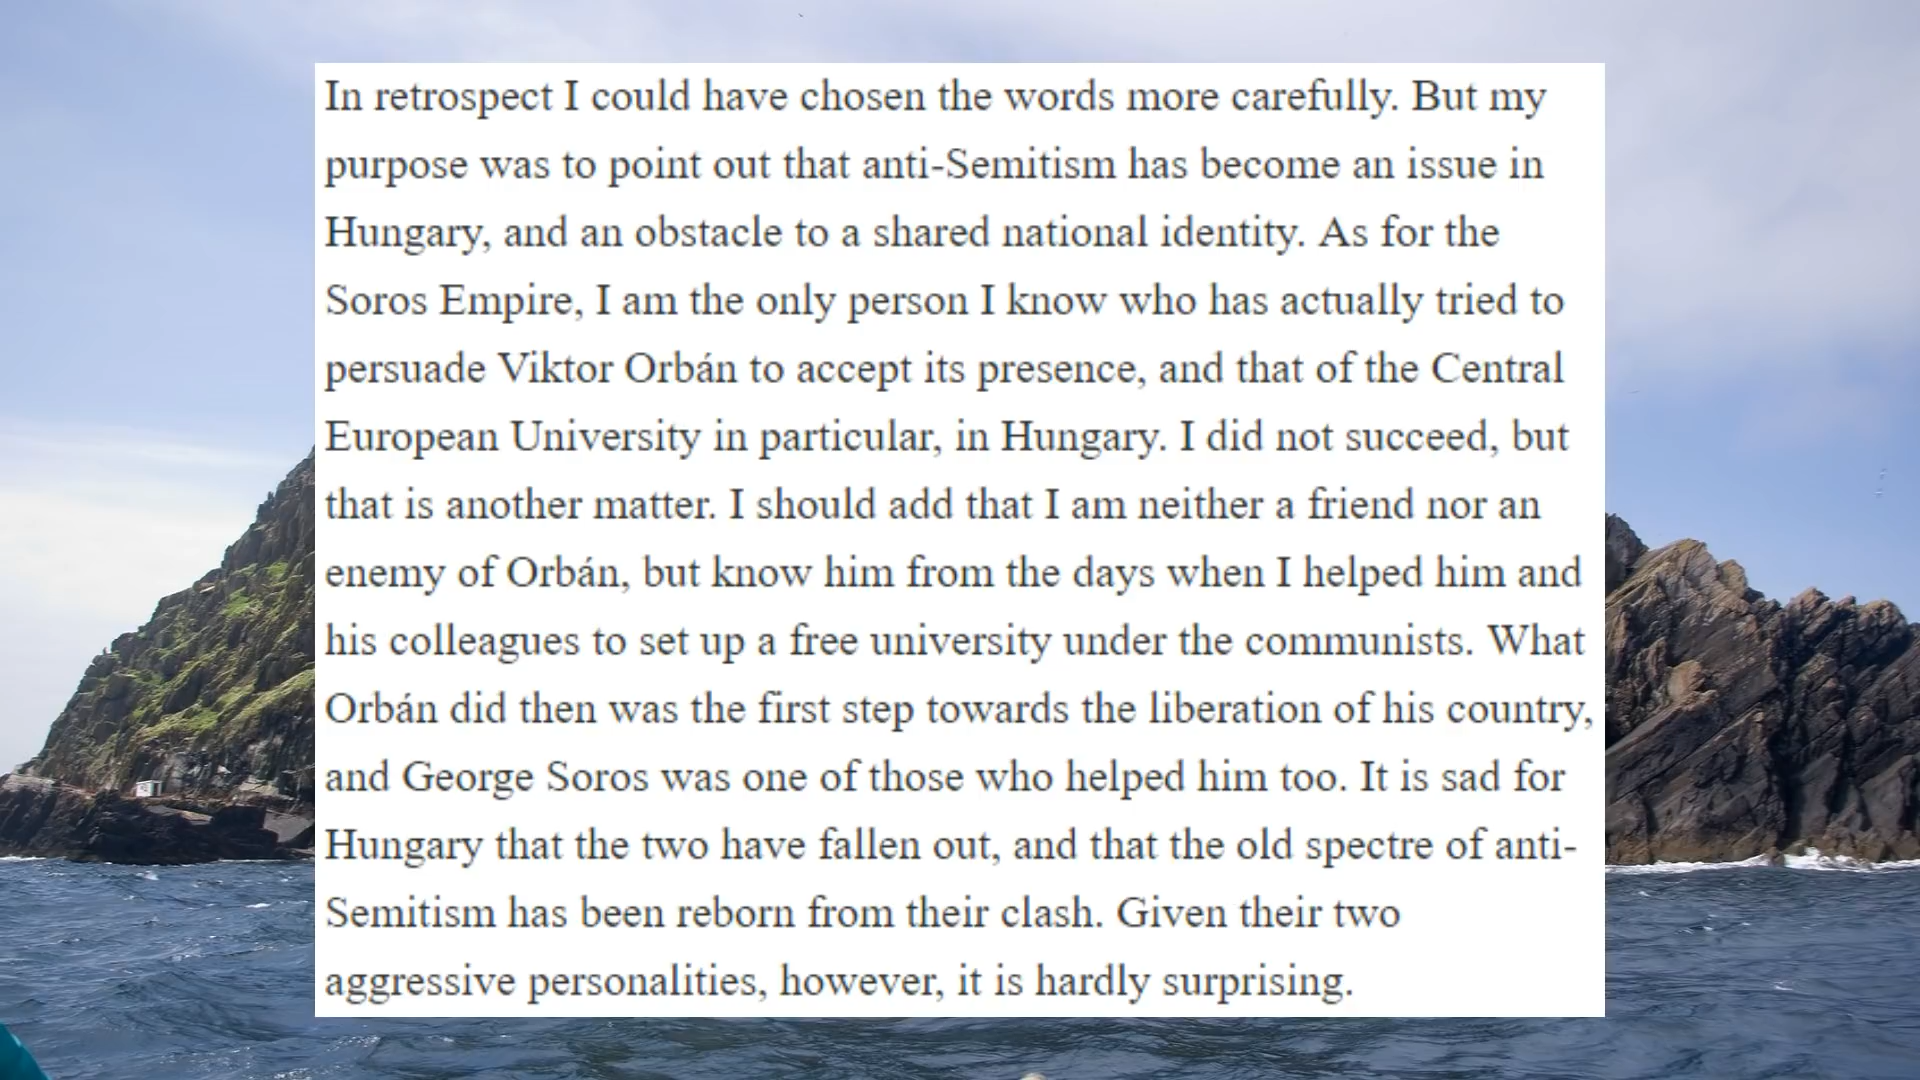 In retrospect I could have chosen the words more carefully. But my
purpose was to point out that anti-Semitism has become an issue in
Hungary, and an obstacle to a shared national identity. As for the
Soros Empire, I am the only person I know who has actually tried to
persuade Viktor Orbán to accept its presence, and that of the Central
European University in particular, in Hungary. I did not succeed, but
that is another matter. I should add that I am neither a friend nor an
enemy of Orbán, but know him from the days when I helped him and
his colleagues to set up a free university under the communists. What
Orbán did then was the first step towards the liberation of his country,
and George Soros was one of those who helped him too. It is sad for
Hungary that the two have fallen out, and that the old spectre of anti-
Semitism has been reborn from their clash. Given their two
aggressive personalities, however, it is hardly surprising.